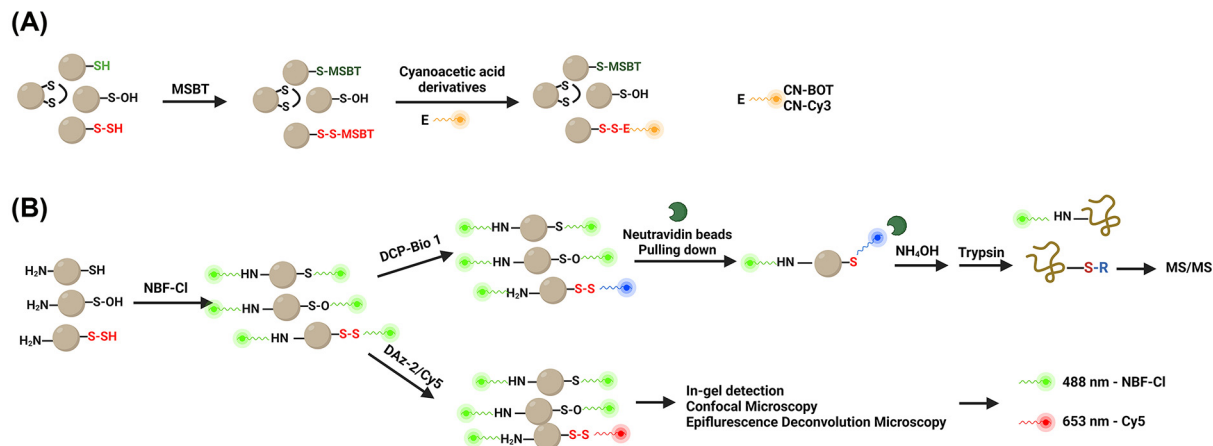 (A)
SH
S
S
S-OH
S-SH
MSBT
S-MSBT
S
S
S-OH
S-S-MSBT
Cyanoacetic acid
derivatives
E
S-MSBT
S
S
S-OH
S-S-E
E
CN-BOT
CN-Cy3
(B)
H₂N
SH
H₂N
S-OH
H₂N
S-SH
NBF-Cl
HN
S
HN
S-O
HN
S-S
DCP-Bio 1
HN
S
HN
S-O
H₂N
S-S
Neutravidin beads
Pulling down
HN
S
NH₄OH
Trypsin
HN
S-R
MS/MS
DAz-2/Cy5
HN
S
HN
S-O
H₂N
S-S
In-gel detection
Confocal Microscopy
Epiflurescence Deconvolution Microscopy
488 nm - NBF-Cl
653 nm - Cy5